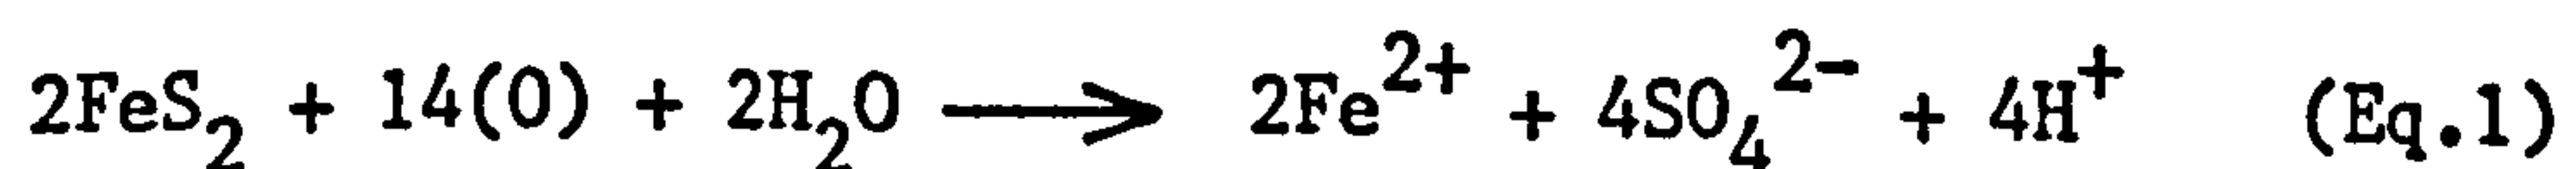 2FeS₂ + 14(O) + 2H₂O ⟶ 2Fe²⁺ + 4SO₄²⁻ + 4H⁺ (Eq.1)